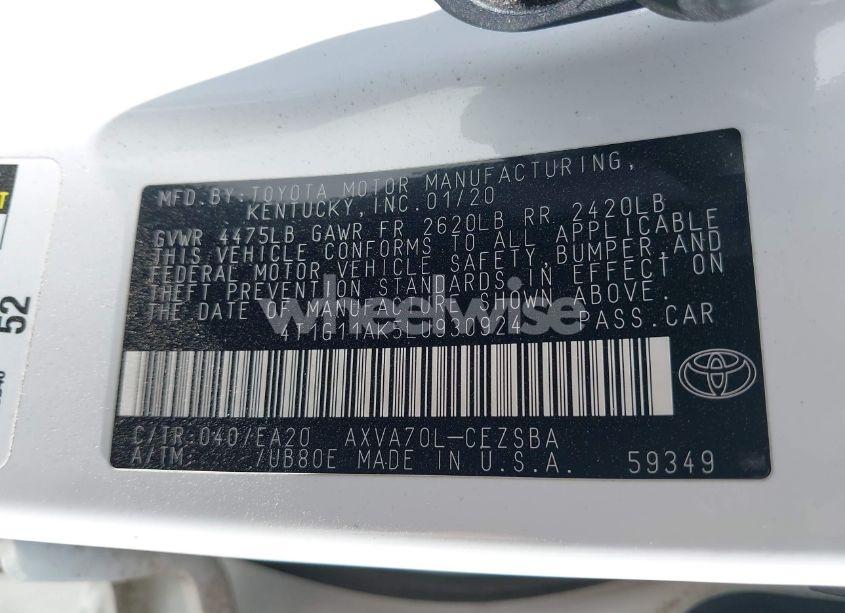 MFD.BY:TOYOTA MOTOR MANUFACTURING,
KENTUCKY, INC. 01/20
GVWR 4475LB GAWR FR 2620LB RR 2420LB
THIS VEHICLE CONFORMS TO ALL APPLICABLE
FEDERAL MOTOR VEHICLE SAFETY, BUMPER, AND
THEFT PREVENTION STANDARDS IN EFFECT ON
THE DATE OF MANUFACTURE SHOWN ABOVE.
wheelwise
PASS.CAR
C/TR:040/EA20 AXVA70L-CEZSBA
A/TM: /UB80E MADE IN U.S.A. 59349
52